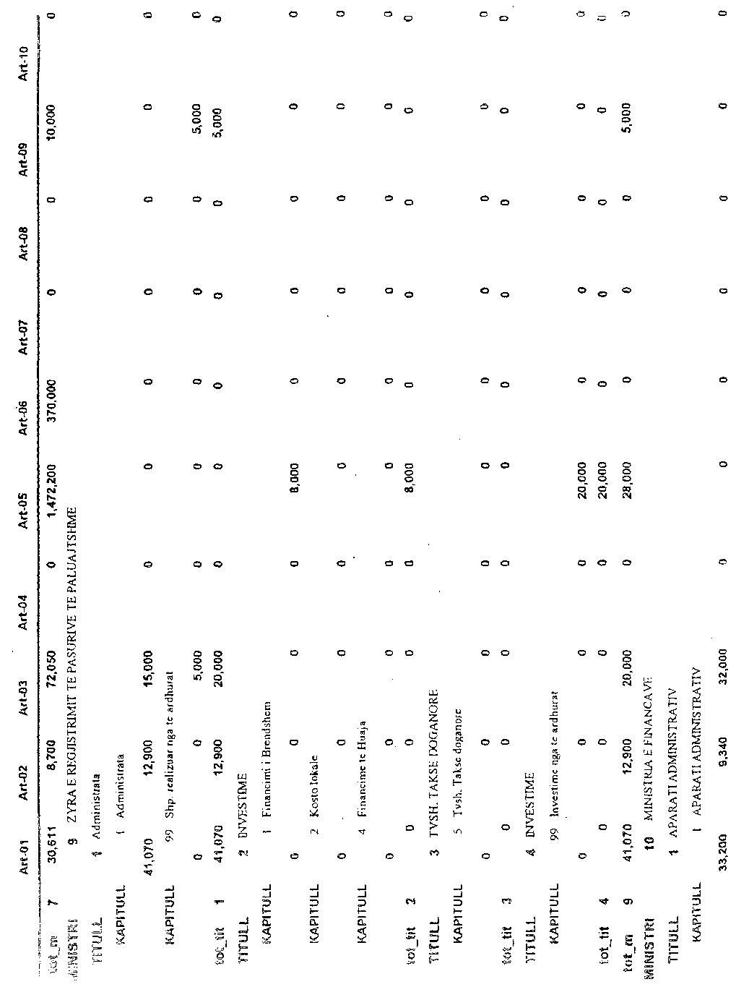 Art-01 Art-02 Art-03 Art-04 Art-05 Art-06 Art-07 Art-08 Art-09 Art-10
tot_m 7 30,611 8,700 72,050 0 1,472,200 370,000 0 0 10,000 0
MINISTRI 9 ZYRA E REGISTRIMIT TE PASURIVE TE PALUAJTSHME
TITULL 1 Administrata
KAPITULL 1 Administrata
41,070 12,900 15,000 0 0 0 0 0 0 0
KAPITULL 99 Shp. realizuar nga te ardhurat
0 0 5,000 0 0 0 0 0 5,000 0
tot_tit 1 41,070 12,900 20,000 0 0 0 0 0 5,000 0
TITULL 2 INVESTIME
KAPITULL 1 Financimi i Brendshem
0 0 0 0 8,000 0 0 0 0 0
KAPITULL 2 Kosto lokale
0 0 0 0 0 0 0 0 0 0
KAPITULL 4 Financime te Huaja
0 0 0 0 0 0 0 0 0 0
tot_tit 2 0 0 0 0 8,000 0 0 0 0 0
TITULL 3 TVSH. TAKSE DOGANORE
KAPITULL 5 Tvsh. Takse doganore
0 0 0 0 0 0 0 0 0 0
tot_tit 3 0 0 0 0 0 0 0 0 0 0
TITULL 4 INVESTIME
KAPITULL 99 Investime nga te ardhurat
0 0 0 0 20,000 0 0 0 0 0
tot_tit 4 0 0 0 0 20,000 0 0 0 0 0
tot_m 9 41,070 12,900 20,000 0 28,000 0 0 0 5,000 0
MINISTRI 10 MINISTRIA E FINANCAVE
TITULL 1 APARATI ADMINISTRATIV
KAPITULL 1 APARATI ADMINISTRATIV
33,200 9,340 32,000 0 0 0 0 0 0 0